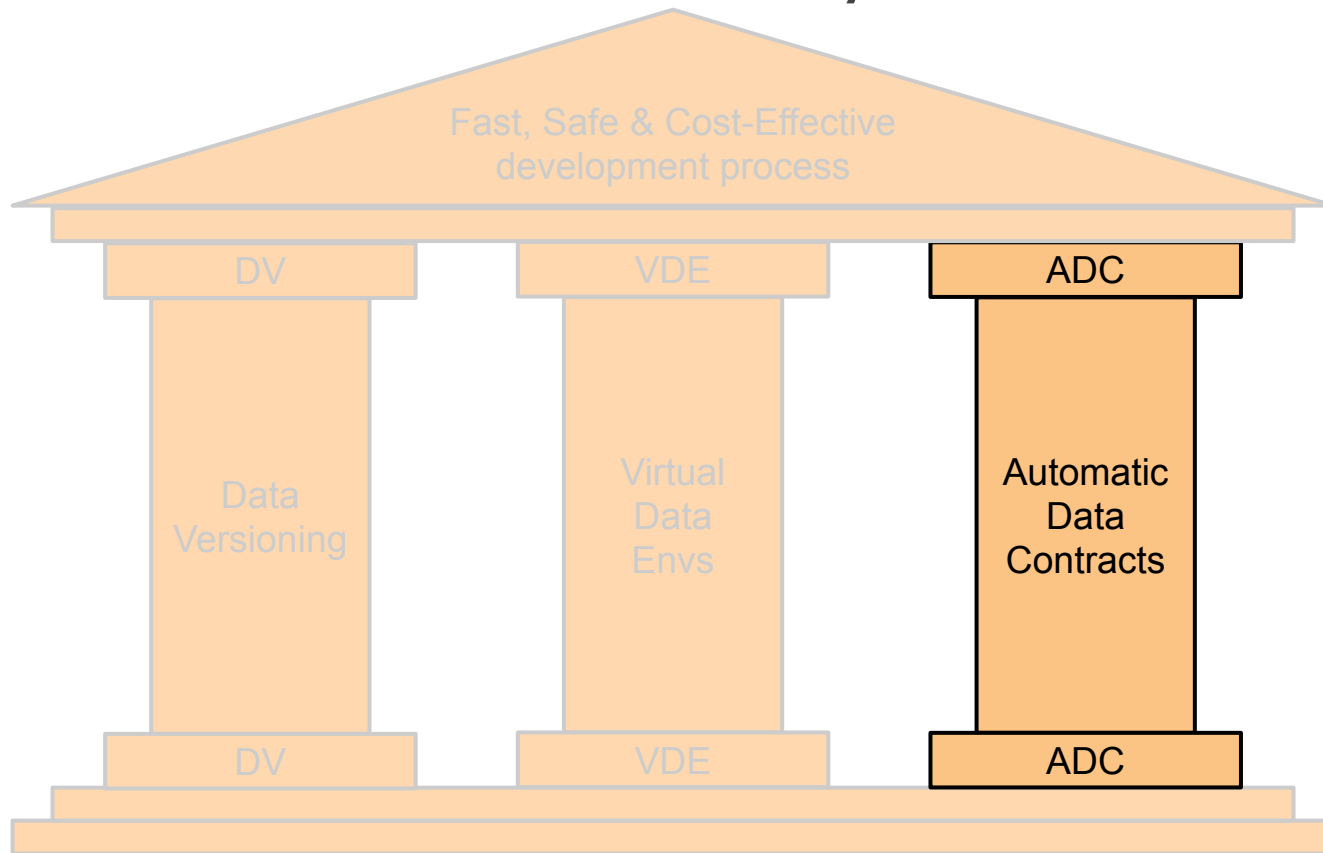 Fast, Safe & Cost-Effective
development process
DV
VDE
ADC
Data
Versioning
Virtual
Data
Envs
Automatic
Data
Contracts
DV
VDE
ADC